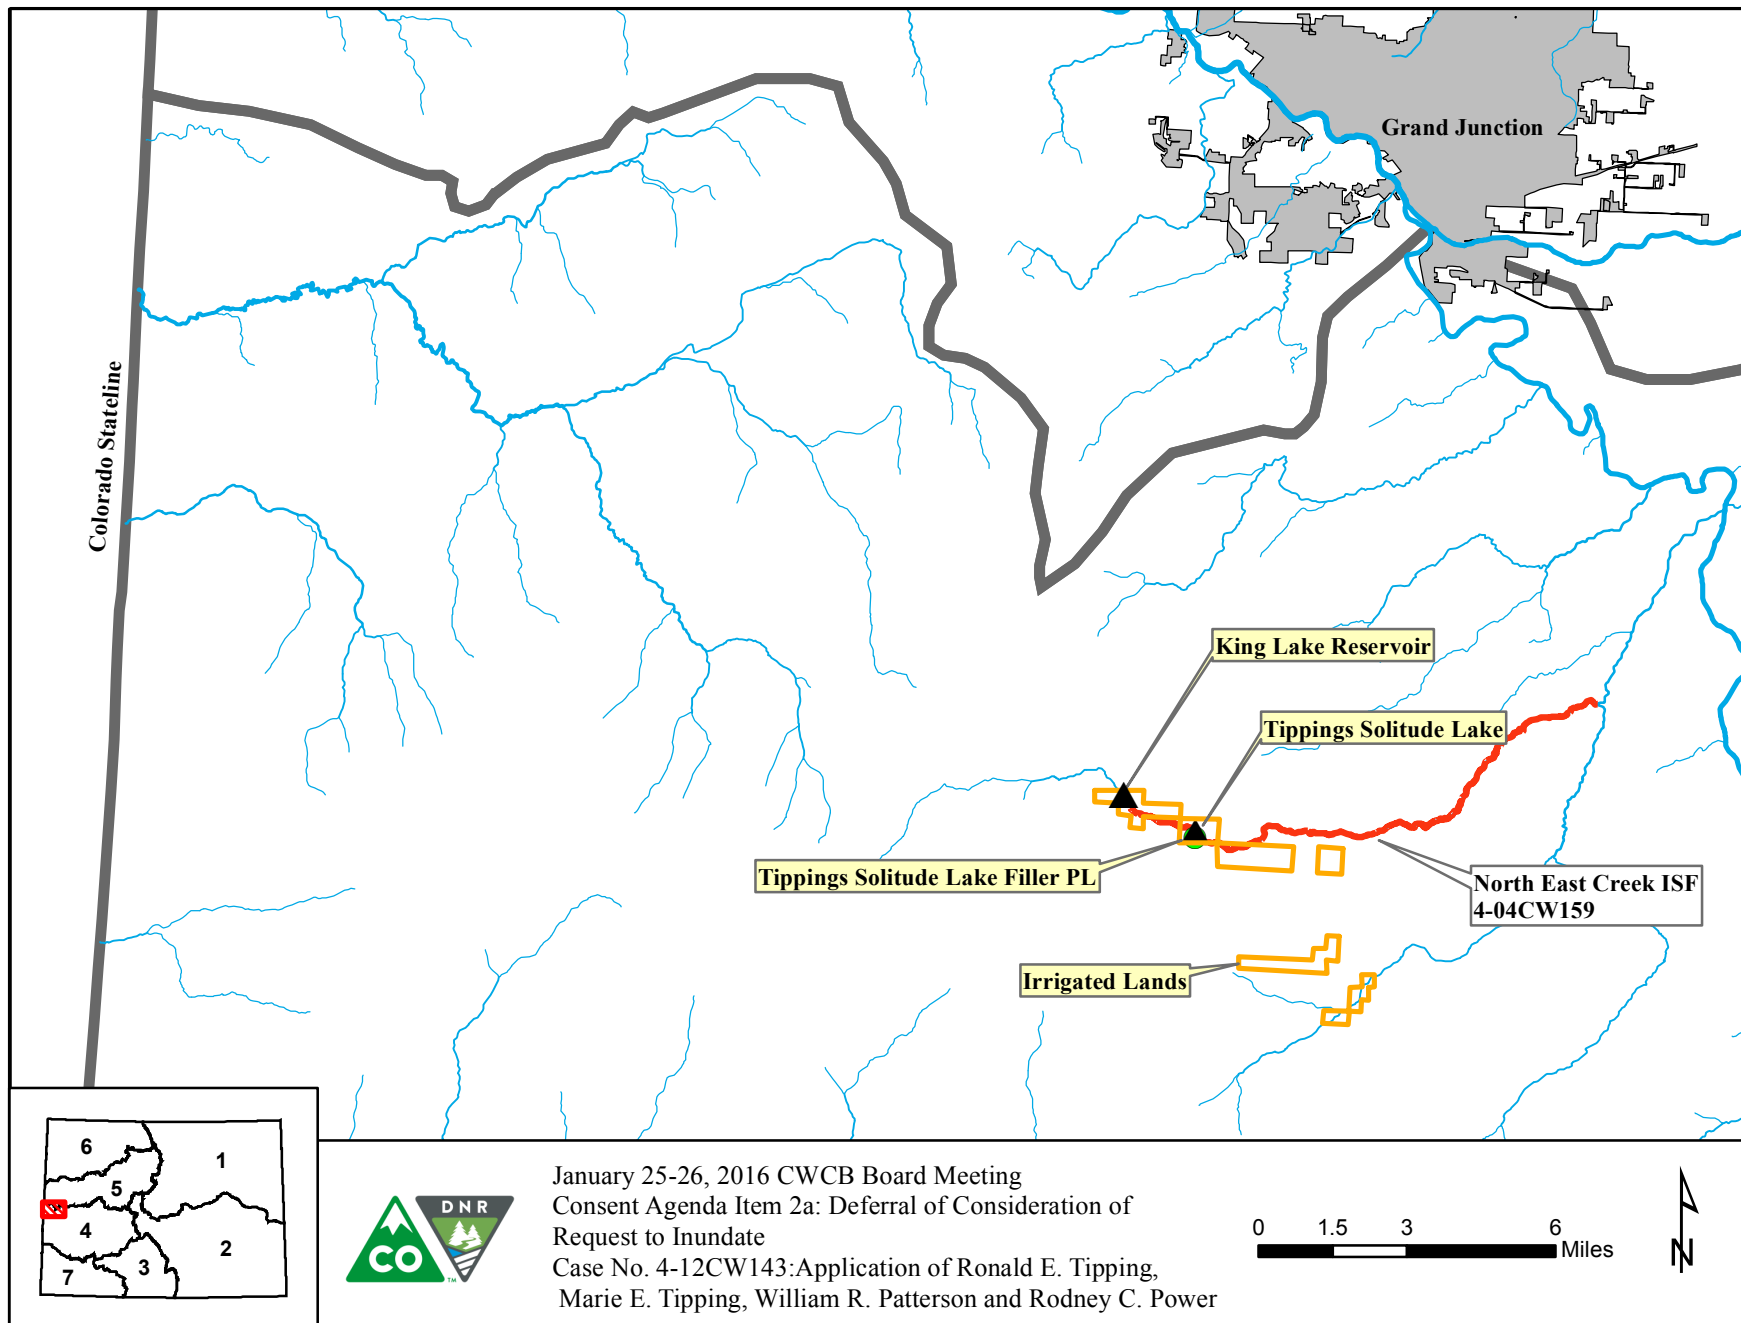 Grand Junction
Colorado Stateline
King Lake Reservoir
Tippings Solitude Lake
Tippings Solitude Lake Filler PL
North East Creek ISF
4-04CW159
Irrigated Lands
6
1
5
4
2
3
7
CO
TM
DNR
January 25-26, 2016 CWCB Board Meeting
Consent Agenda Item 2a: Deferral of Consideration of
Request to Inundate
Case No. 4-12CW143:Application of Ronald E. Tipping,
Marie E. Tipping, William R. Patterson and Rodney C. Power
0 1.5 3 6
Miles
N